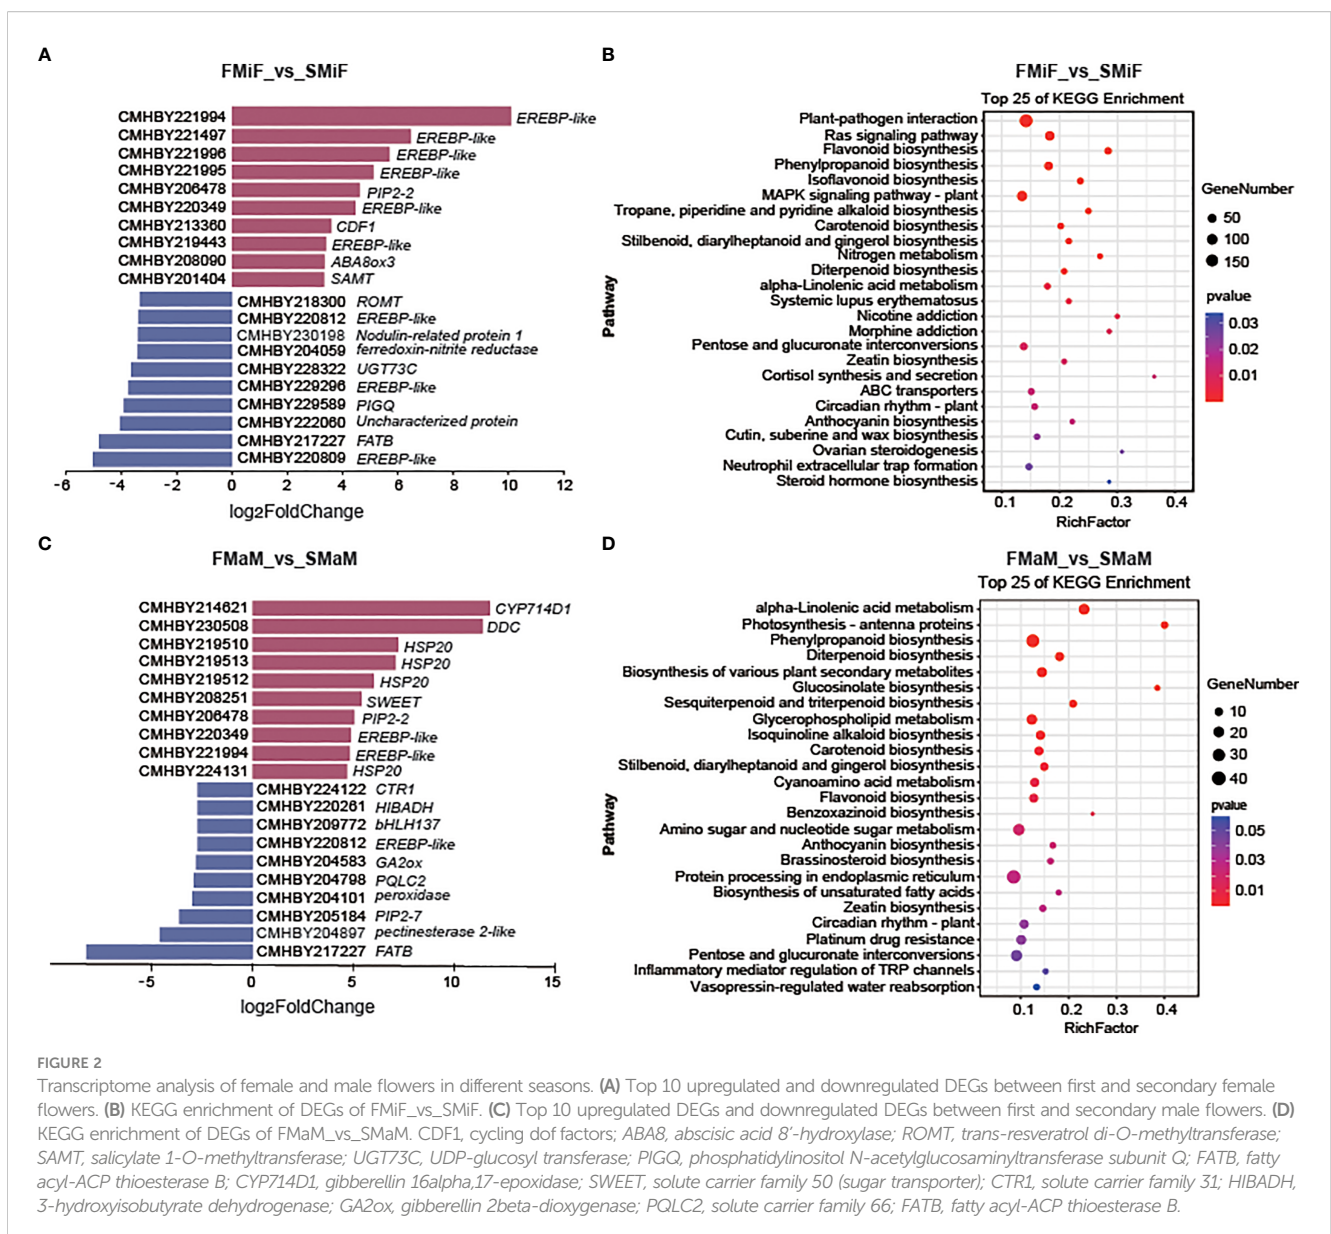 A
FMiF_vs_SMiF
CMHBY221994 EREBP-like
CMHBY221497 EREBP-like
CMHBY221996 EREBP-like
CMHBY221995 EREBP-like
CMHBY206478 PIP2-2
CMHBY220349 EREBP-like
CMHBY213360 CDF1
CMHBY219443 EREBP-like
CMHBY208090 ABA8ox3
CMHBY201404 SAMT
CMHBY218300 ROMT
CMHBY220812 EREBP-like
CMHBY230198 Nodulin-related protein 1
CMHBY204059 ferredoxin-nitrite reductase
CMHBY228322 UGT73C
CMHBY229296 EREBP-like
CMHBY229589 PIGQ
CMHBY222060 Uncharacterized protein
CMHBY217227 FATB
CMHBY220809 EREBP-like
-6 -4 -2 0 2 4 6 8 10 12
log2FoldChange
B
FMiF_vs_SMiF
Top 25 of KEGG Enrichment
Pathway
Plant-pathogen interaction
Ras signaling pathway
Flavonoid biosynthesis
Phenylpropanoid biosynthesis
Isoflavonoid biosynthesis
MAPK signaling pathway - plant
Tropane, piperidine and pyridine alkaloid biosynthesis
Carotenoid biosynthesis
Stilbenoid, diarylheptanoid and gingerol biosynthesis
Nitrogen metabolism
Diterpenoid biosynthesis
alpha-Linolenic acid metabolism
Systemic lupus erythematosus
Nicotine addiction
Morphine addiction
Pentose and glucuronate interconversions
Zeatin biosynthesis
Cortisol synthesis and secretion
ABC transporters
Circadian rhythm - plant
Anthocyanin biosynthesis
Cutin, suberine and wax biosynthesis
Ovarian steroidogenesis
Neutrophil extracellular trap formation
Steroid hormone biosynthesis
0.1 0.2 0.3 0.4
RichFactor
GeneNumber
50
100
150
pvalue
0.03
0.02
0.01
C
FMaM_vs_SMaM
CMHBY214621 CYP714D1
CMHBY230508 DDC
CMHBY219510 HSP20
CMHBY219513 HSP20
CMHBY219512 HSP20
CMHBY208251 SWEET
CMHBY206478 PIP2-2
CMHBY220349 EREBP-like
CMHBY221994 EREBP-like
CMHBY224131 HSP20
CMHBY224122 CTR1
CMHBY220261 HIBADH
CMHBY209772 bHLH137
CMHBY220812 EREBP-like
CMHBY204583 GA2ox
CMHBY204798 PQLC2
CMHBY204101 peroxidase
CMHBY205184 PIP2-7
CMHBY204897 pectinesterase 2-like
CMHBY217227 FATB
-5 0 5 10 15
log2FoldChange
D
FMaM_vs_SMaM
Top 25 of KEGG Enrichment
Pathway
alpha-Linolenic acid metabolism
Photosynthesis - antenna proteins
Phenylpropanoid biosynthesis
Diterpenoid biosynthesis
Biosynthesis of various plant secondary metabolites
Glucosinolate biosynthesis
Sesquiterpenoid and triterpenoid biosynthesis
Glycerophospholipid metabolism
Isoquinoline alkaloid biosynthesis
Carotenoid biosynthesis
Stilbenoid, diarylheptanoid and gingerol biosynthesis
Cyanoamino acid metabolism
Flavonoid biosynthesis
Benzoxazinoid biosynthesis
Amino sugar and nucleotide sugar metabolism
Anthocyanin biosynthesis
Brassinosteroid biosynthesis
Protein processing in endoplasmic reticulum
Biosynthesis of unsaturated fatty acids
Zeatin biosynthesis
Circadian rhythm - plant
Platinum drug resistance
Pentose and glucuronate interconversions
Inflammatory mediator regulation of TRP channels
Vasopressin-regulated water reabsorption
0.1 0.2 0.3 0.4
RichFactor
GeneNumber
10
20
30
40
pvalue
0.05
0.03
0.01
FIGURE 2
Transcriptome analysis of female and male flowers in different seasons. (A) Top 10 upregulated and downregulated DEGs between first and secondary female
flowers. (B) KEGG enrichment of DEGs of FMiF_vs_SMiF. (C) Top 10 upregulated DEGs and downregulated DEGs between first and secondary male flowers. (D)
KEGG enrichment of DEGs of FMaM_vs_SMaM. CDF1, cycling dof factors; ABA8, abscisic acid 8’-hydroxylase; ROMT, trans-resveratrol di-O-methyltransferase;
SAMT, salicylate 1-O-methyltransferase; UGT73C, UDP-glucosyl transferase; PIGQ, phosphatidylinositol N-acetylglucosaminyltransferase subunit Q; FATB, fatty
acyl-ACP thioesterase B; CYP714D1, gibberellin 16alpha,17-epoxidase; SWEET, solute carrier family 50 (sugar transporter); CTR1, solute carrier family 31; HIBADH,
3-hydroxyisobutyrate dehydrogenase; GA2ox, gibberellin 2beta-dioxygenase; PQLC2, solute carrier family 66; FATB, fatty acyl-ACP thioesterase B.